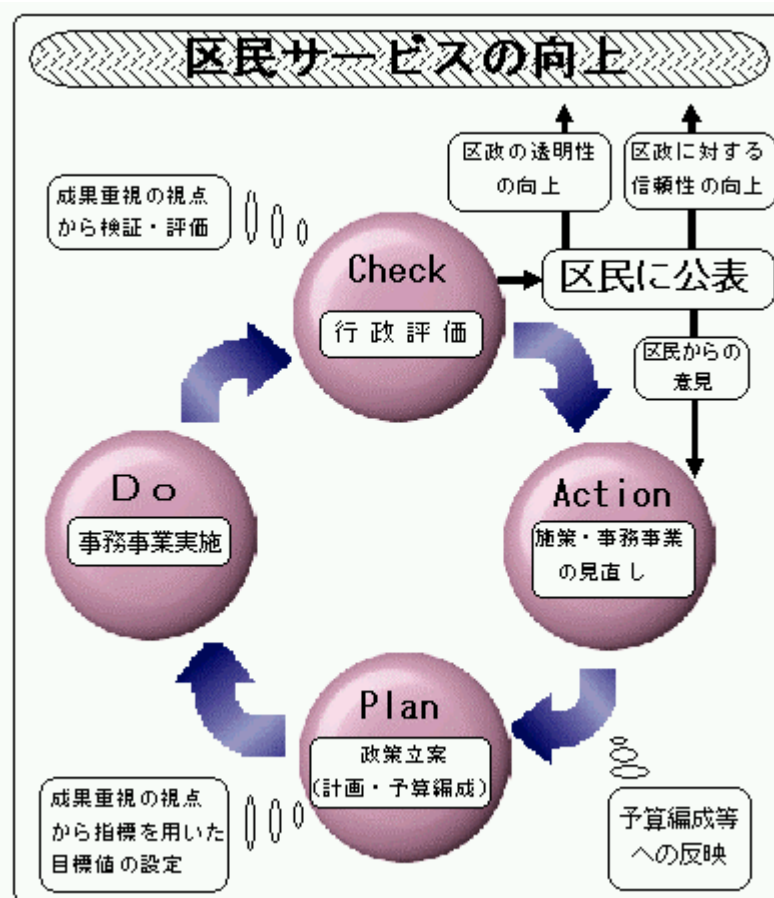 区民サービスの向上
区政の透明性
の向上
区政に対する
信頼性の向上
成果重視の視点
から検証・評価
Check
行政評価
区民に公表
区民からの
意見
Do
事務事業実施
Action
施策・事務事業
の見直し
Plan
政策立案
(計画・予算編成)
成果重視の視点
から指標を用いた
目標値の設定
予算編成等
への反映